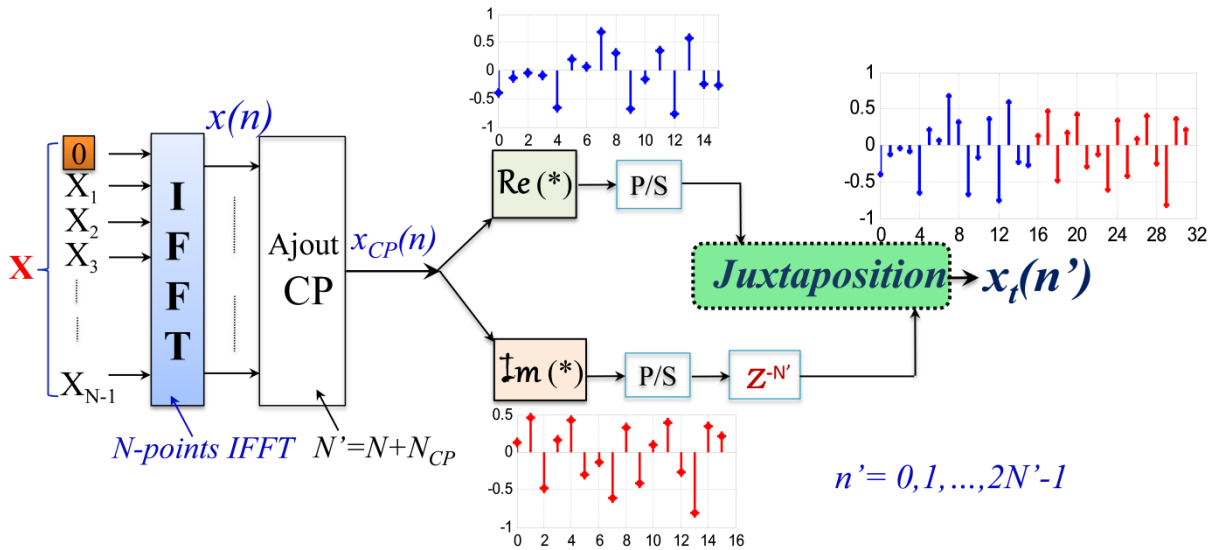 1
0.5
0
-0.5
-1
0 2 4 6 8 10 12 14
x(n)
X
0
X1
X2
X3
XN-1
I
F
F
T
Ajout
CP
xCP(n)
Re (*)
P/S
Im (*)
P/S
z-N'
Juxtaposition
xt(n’)
1
0.5
0
-0.5
-1
0 4 8 12 16 20 24 28 32
N-points IFFT
N’=N+NCP
0.5
0
-0.5
-1
0 2 4 6 8 10 12 14 16
n’= 0,1,...,2N’-1